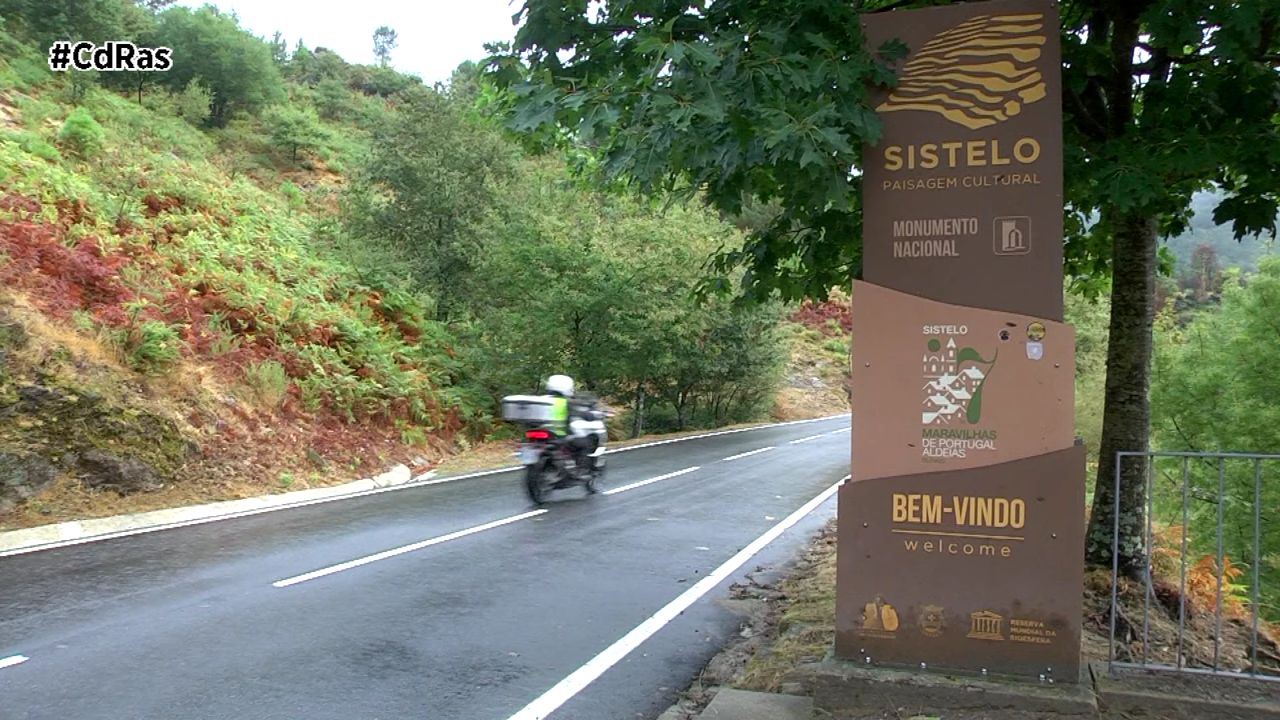 #CdRas
SISTELO
PAISAGEM CULTURAL
MONUMENTO
NACIONAL
SISTELO
MARAVILHAS
DE PORTUGAL
ALDEIAS
BEM-VINDO
welcome
RESERVA
MUNDIAL DA
BIOSFERA